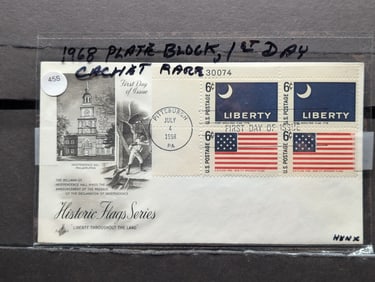 1968 PLATE BLOCK, 1ST DAY
CACHET RARE
458
First Day
of Issue
30074
6¢
U.S. POSTAGE
LIBERTY
6¢
U.S. POSTAGE
LIBERTY
PITTSBURGH
JULY
4
1968
PA.
FIRST DAY OF ISSUE
6¢
U.S. POSTAGE
6¢
U.S. POSTAGE
INDEPENDENCE HALL
PHILADELPHIA
Historic Flags Series
LIBERATE THROUGHOUT THE LAND